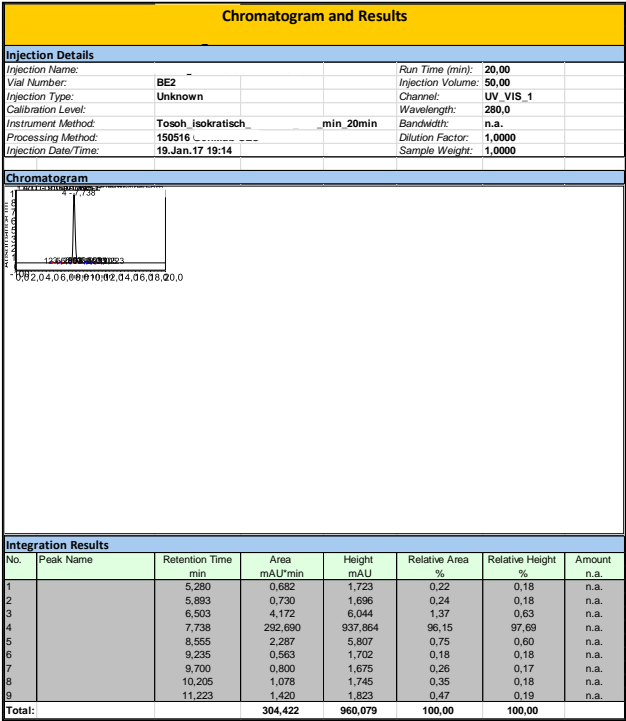 Chromatogram and Results
Injection Details
Injection Name: Run Time (min): 20,00
Vial Number: BE2 Injection Volume: 50,00
Injection Type: Unknown Channel: UV_VIS_1
Calibration Level: Wavelength: 280,0
Instrument Method: Tosoh_isokratisch_ _min_20min Bandwidth: n.a.
Processing Method: 150516 Dilution Factor: 1,0000
Injection Date/Time: 19.Jan.17 19:14 Sample Weight: 1,0000
Chromatogram
4 - 7,738
Integration Results
No. Peak Name Retention Time Area Height Relative Area Relative Height Amount
min mAU*min mAU % % n.a.
1 5,280 0,682 1,723 0,22 0,18 n.a.
2 5,893 0,730 1,696 0,24 0,18 n.a.
3 6,503 4,172 6,044 1,37 0,63 n.a.
4 7,738 292,690 937,864 96,15 97,69 n.a.
5 8,555 2,287 5,807 0,75 0,60 n.a.
6 9,235 0,563 1,702 0,18 0,18 n.a.
7 9,700 0,800 1,675 0,26 0,17 n.a.
8 10,205 1,078 1,745 0,35 0,18 n.a.
9 11,223 1,420 1,823 0,47 0,19 n.a.
Total: 304,422 960,079 100,00 100,00